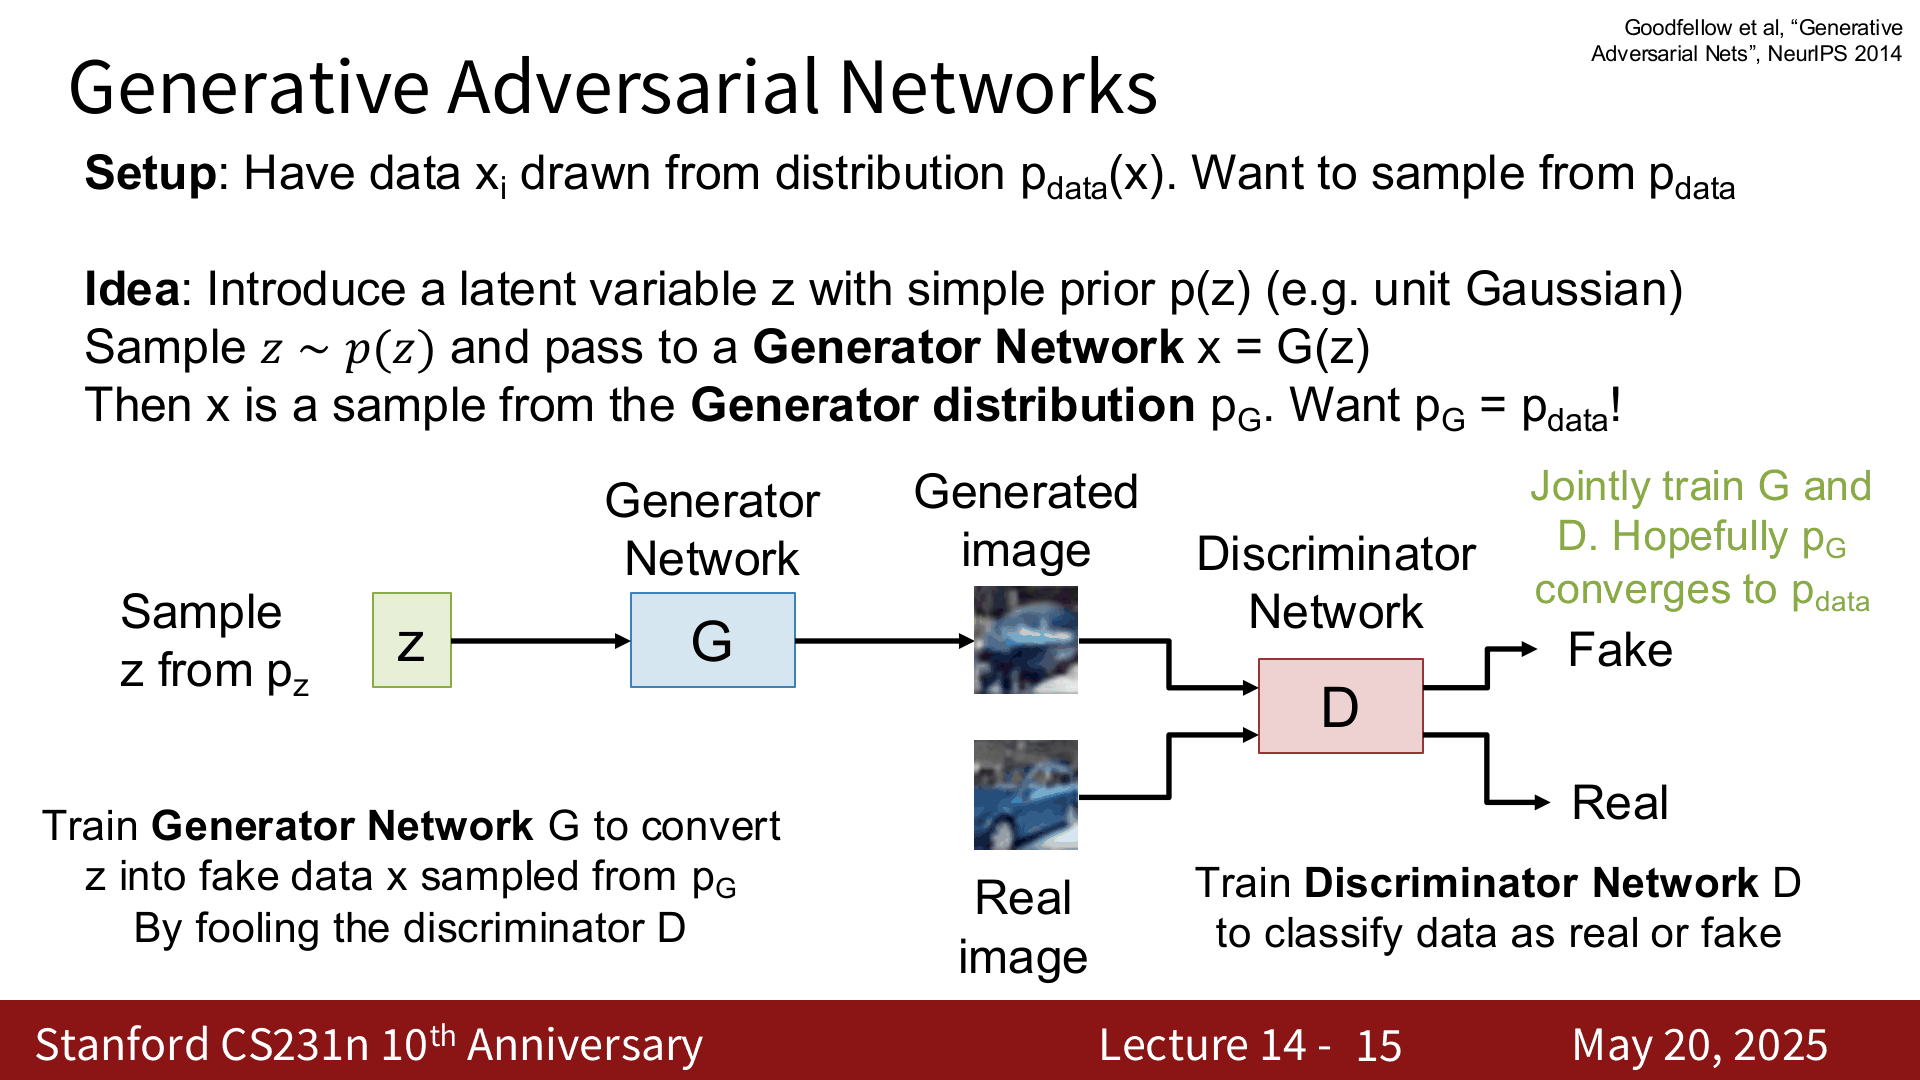 Goodfellow et al, “Generative
Adversarial Nets”, NeurIPS 2014
Generative Adversarial Networks
Setup: Have data xi drawn from distribution pdata(x). Want to sample from pdata
Idea: Introduce a latent variable z with simple prior p(z) (e.g. unit Gaussian)
Sample z ~ p(z) and pass to a Generator Network x = G(z)
Then x is a sample from the Generator distribution pG. Want pG = pdata!
Sample
z from pz
z
Generator
Network
G
Generated
image
Real
image
Discriminator
Network
D
Jointly train G and
D. Hopefully pG
converges to pdata
Fake
Real
Train Generator Network G to convert
z into fake data x sampled from pG
By fooling the discriminator D
Train Discriminator Network D
to classify data as real or fake
Stanford CS231n 10th Anniversary
Lecture 14 - 15
May 20, 2025